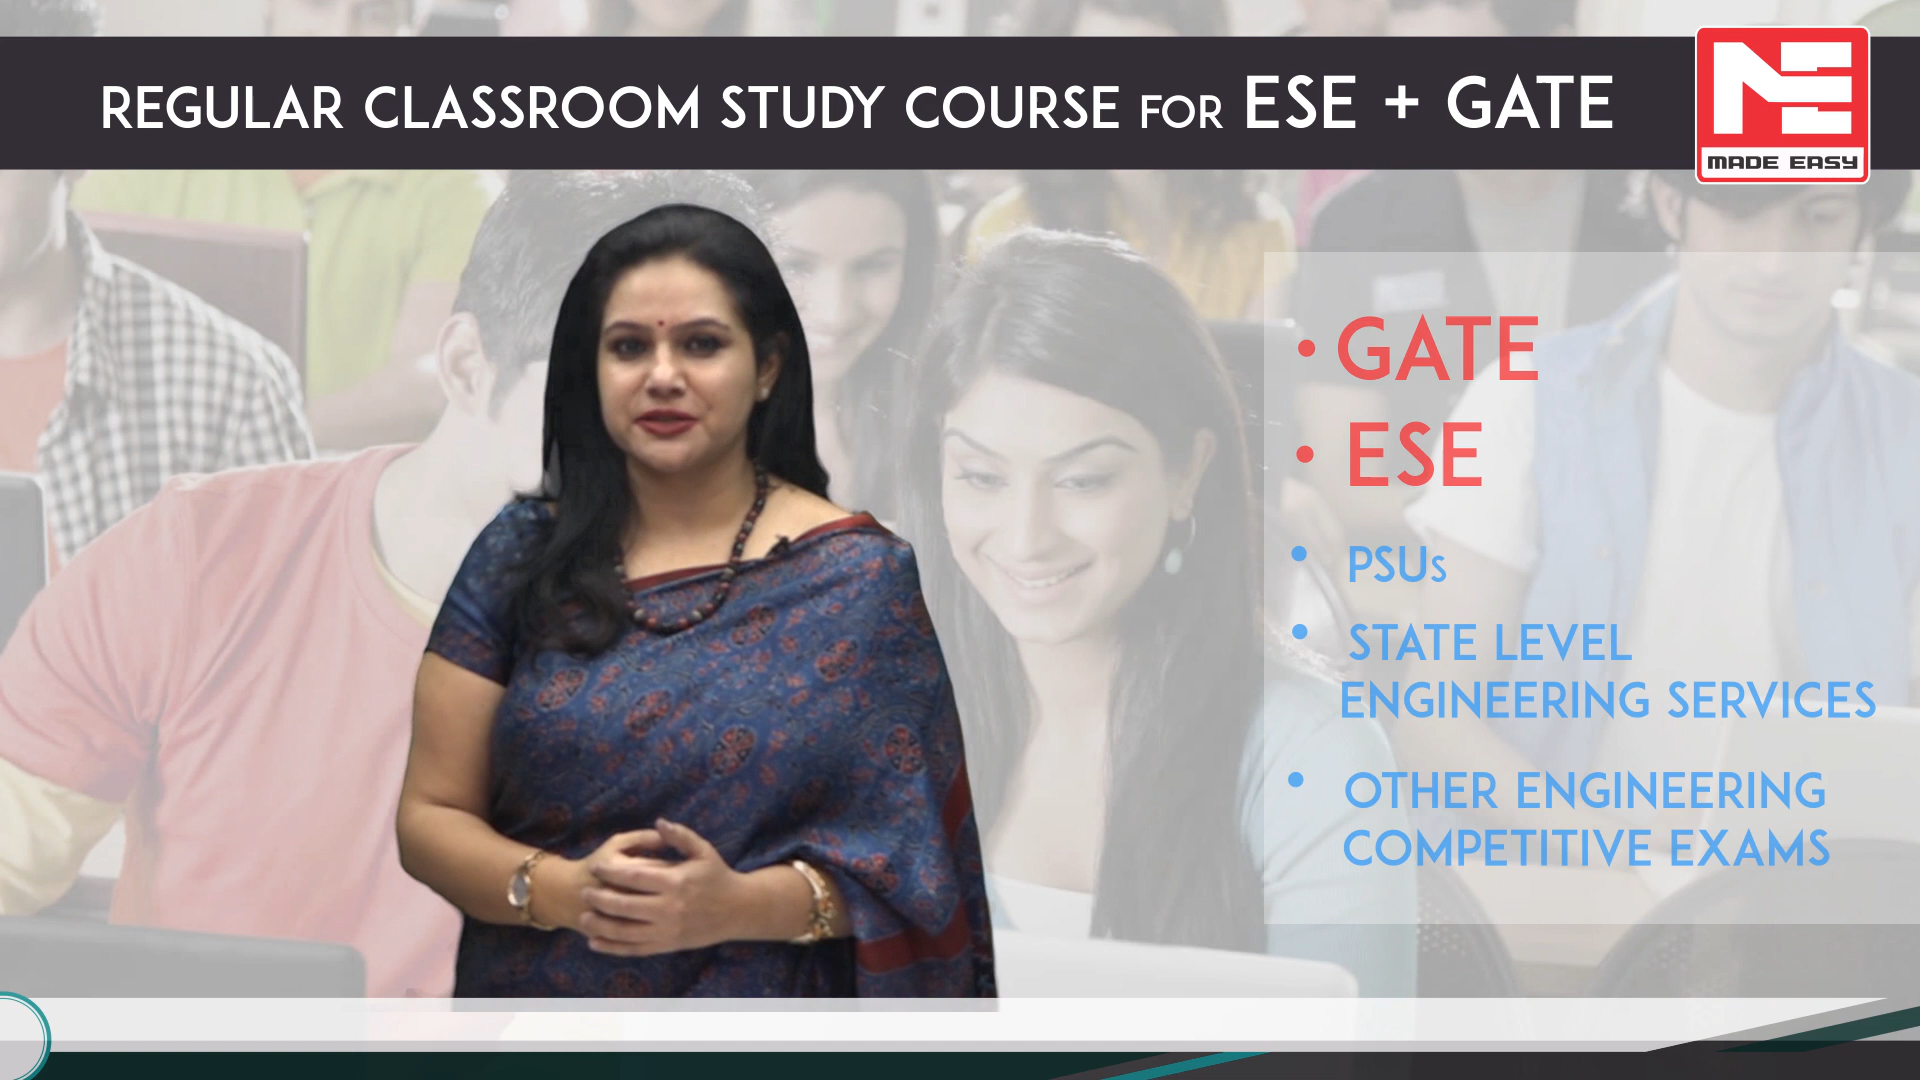 REGULAR CLASSROOM STUDY COURSE FOR ESE + GATE
MADE EASY
• GATE
• ESE
• PSUs
• STATE LEVEL
ENGINEERING SERVICES
• OTHER ENGINEERING
COMPETITIVE EXAMS